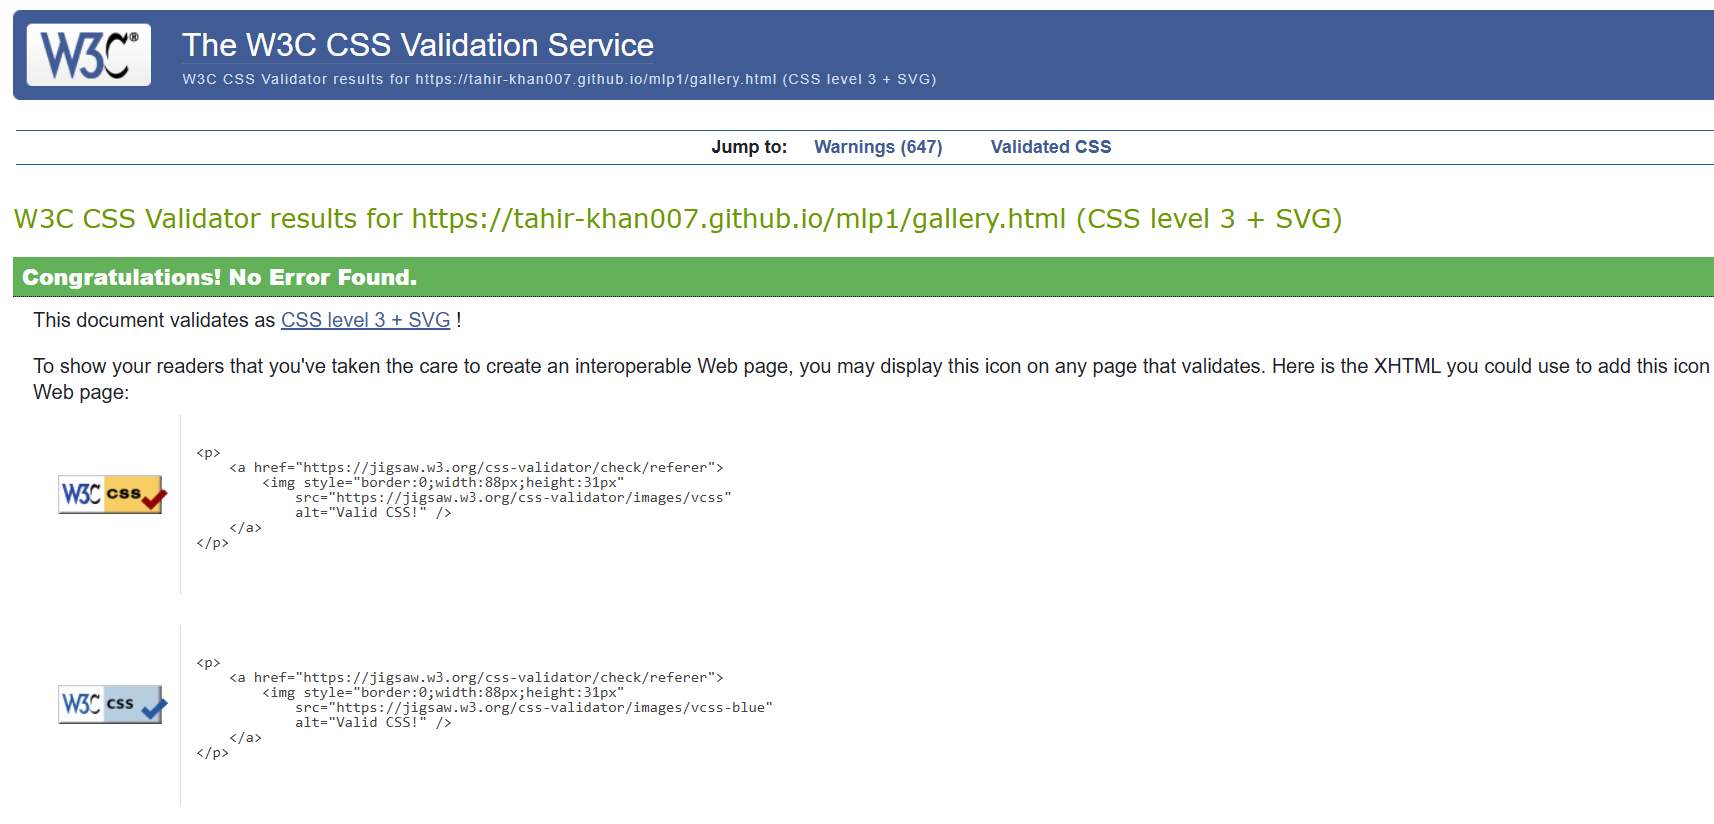 W3C®
The W3C CSS Validation Service
W3C CSS Validator results for https://tahir-khan007.github.io/mlp1/gallery.html (CSS level 3 + SVG)
Jump to: Warnings (647) Validated CSS
W3C CSS Validator results for https://tahir-khan007.github.io/mlp1/gallery.html (CSS level 3 + SVG)
Congratulations! No Error Found.
This document validates as CSS level 3 + SVG !
To show your readers that you've taken the care to create an interoperable Web page, you may display this icon on any page that validates. Here is the XHTML you could use to add this icon
Web page:
W3C css
<p>
<a href="https://jigsaw.w3.org/css-validator/check/referer">
<img style="border:0;width:88px;height:31px"
src="https://jigsaw.w3.org/css-validator/images/vcss"
alt="Valid CSS!" />
</a>
</p>
W3C css
<p>
<a href="https://jigsaw.w3.org/css-validator/check/referer">
<img style="border:0;width:88px;height:31px"
src="https://jigsaw.w3.org/css-validator/images/vcss-blue"
alt="Valid CSS!" />
</a>
</p>